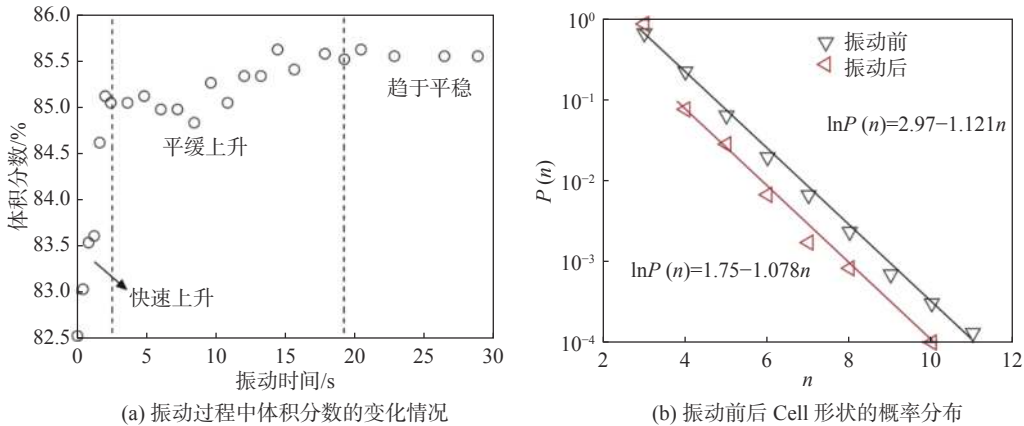 86.0
85.5
85.0
84.5
84.0
83.5
83.0
82.5
体积分数/%
趋于平稳
平缓上升
快速上升
0
5
10
15
20
25
30
振动时间/s
(a) 振动过程中体积分数的变化情况
10⁰
10⁻¹
10⁻²
10⁻³
10⁻⁴
P (n)
振动前
振动后
lnP (n)=2.97−1.121n
lnP (n)=1.75−1.078n
2
4
6
8
10
12
n
(b) 振动前后 Cell 形状的概率分布